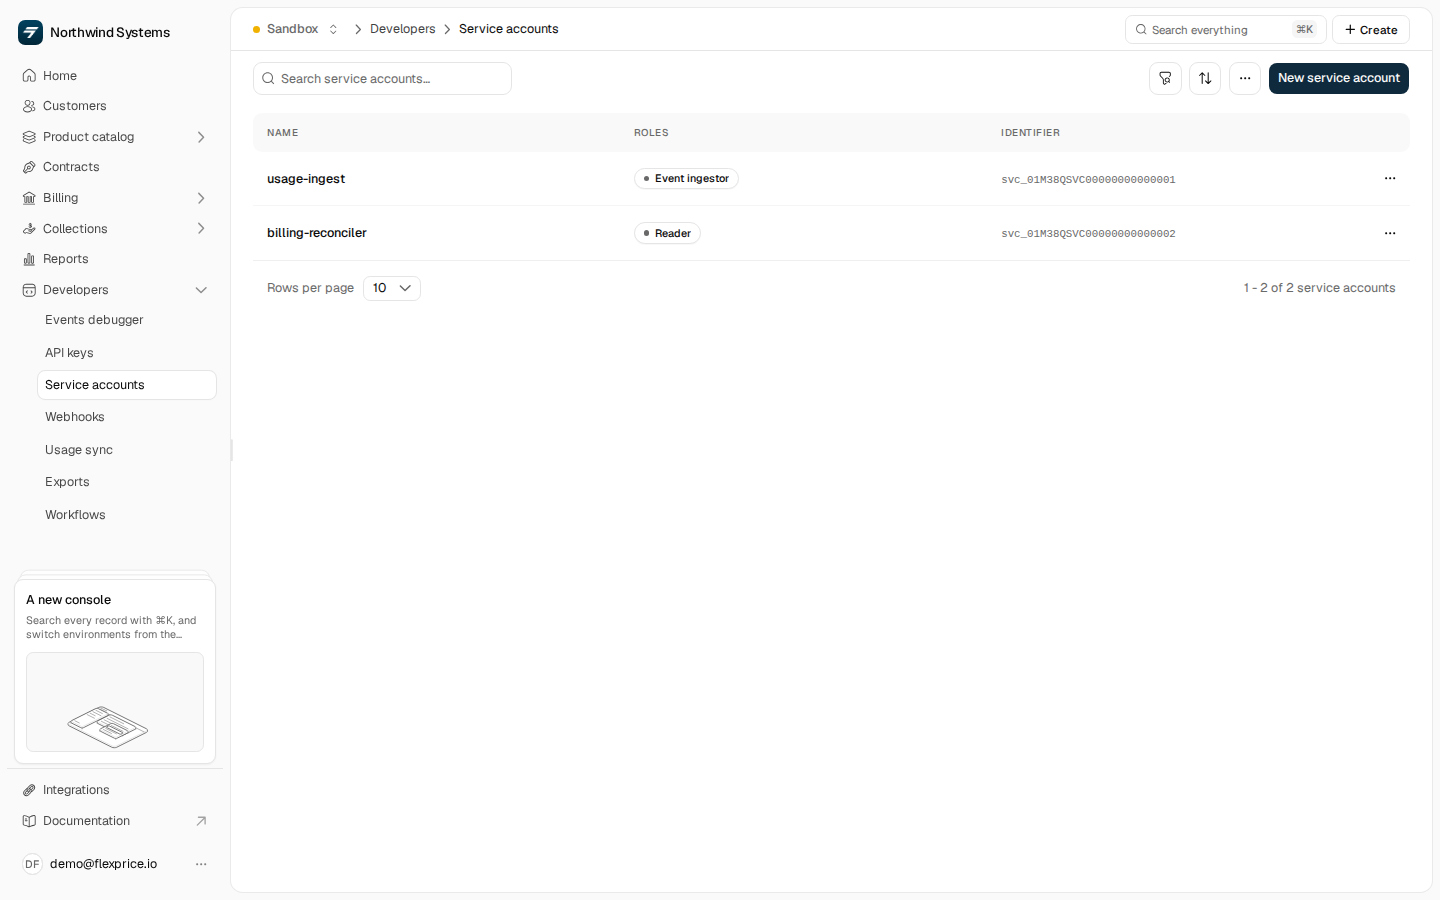 Northwind Systems
Home
Customers
Product catalog
Contracts
Billing
Collections
Reports
Developers
Events debugger
API keys
Service accounts
Webhooks
Usage sync
Exports
Workflows
A new console
Search every record with ⌘K, and
switch environments from the...
Integrations
Documentation
DF demo@flexprice.io
Sandbox Developers Service accounts
Search everything ⌘K
Create
Search service accounts...
New service account
NAME ROLES IDENTIFIER
usage-ingest Event ingestor svc_01M38QSVC00000000000001
billing-reconciler Reader svc_01M38QSVC00000000000002
Rows per page 10 1 - 2 of 2 service accounts